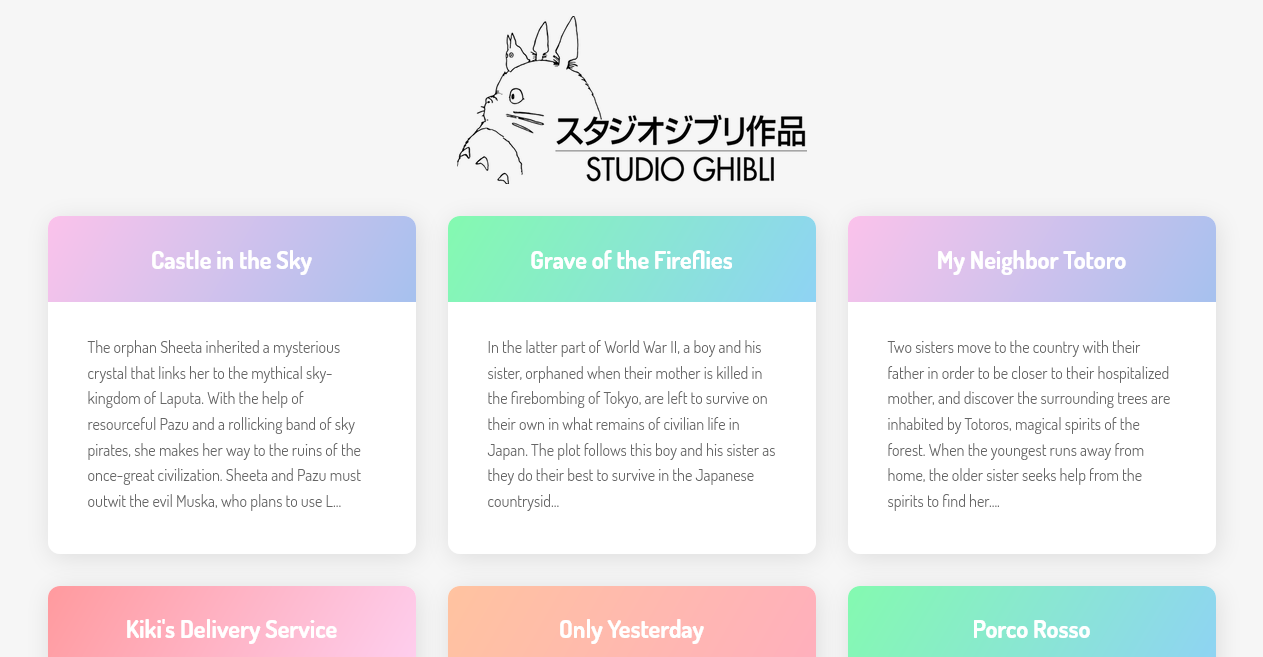 スタジオジブリ作品
STUDIO GHIBLI
Castle in the Sky
The orphan Sheeta inherited a mysterious
crystal that links her to the mythical sky-
kingdom of Laputa. With the help of
resourceful Pazu and a rollicking band of sky
pirates, she makes her way to the ruins of the
once-great civilization. Sheeta and Pazu must
outwit the evil Muska, who plans to use L...
Grave of the Fireflies
In the latter part of World War II, a boy and his
sister, orphaned when their mother is killed in
the firebombing of Tokyo, are left to survive on
their own in what remains of civilian life in
Japan. The plot follows this boy and his sister as
they do their best to survive in the Japanese
countrysid...
My Neighbor Totoro
Two sisters move to the country with their
father in order to be closer to their hospitalized
mother, and discover the surrounding trees are
inhabited by Totoros, magical spirits of the
forest. When the youngest runs away from
home, the older sister seeks help from the
spirits to find her....
Kiki's Delivery Service
Only Yesterday
Porco Rosso